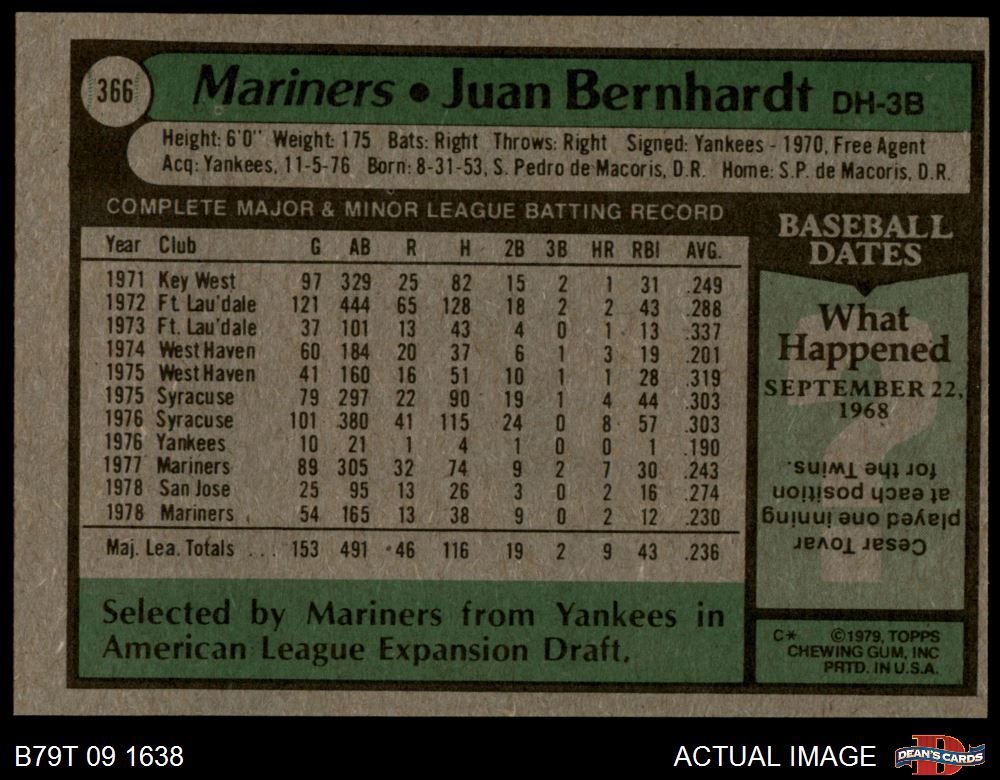 366 Mariners • Juan Bernhardt DH-3B
Height: 6'0" Weight: 175 Bats: Right Throws: Right Signed: Yankees - 1970, Free Agent
Acq: Yankees, 11-5-76 Born: 8-31-53, S. Pedro de Macoris, D.R. Home: S.P. de Macoris, D.R.
COMPLETE MAJOR & MINOR LEAGUE BATTING RECORD
Year Club G AB R H 2B 3B HR RBI AVG.
1971 Key West 97 329 25 82 15 2 1 31 .249
1972 Ft. Lau'dale 121 444 65 128 18 2 2 43 .288
1973 Ft. Lau'dale 37 101 13 43 4 0 1 13 .337
1974 West Haven 60 184 20 37 6 1 3 19 .201
1975 West Haven 41 160 16 51 10 1 1 28 .319
1975 Syracuse 79 297 22 90 19 1 4 44 .303
1976 Syracuse 101 380 41 115 24 0 8 57 .303
1976 Yankees 10 21 1 4 1 0 0 1 .190
1977 Mariners 89 305 32 74 9 2 7 30 .243
1978 San Jose 25 95 13 26 3 0 2 16 .274
1978 Mariners 54 165 13 38 9 0 2 12 .230
Maj. Lea. Totals ... 153 491 46 116 19 2 9 43 .236
Selected by Mariners from Yankees in
American League Expansion Draft.
BASEBALL
DATES
What
Happened
SEPTEMBER 22,
1968
?
Cesar Tovar
played one inning
at each position
for the Twins.
C* ©1979, TOPPS
CHEWING GUM, INC
PRTD. IN U.S.A.
B79T 09 1638
ACTUAL IMAGE
D
DEAN'S CARDS